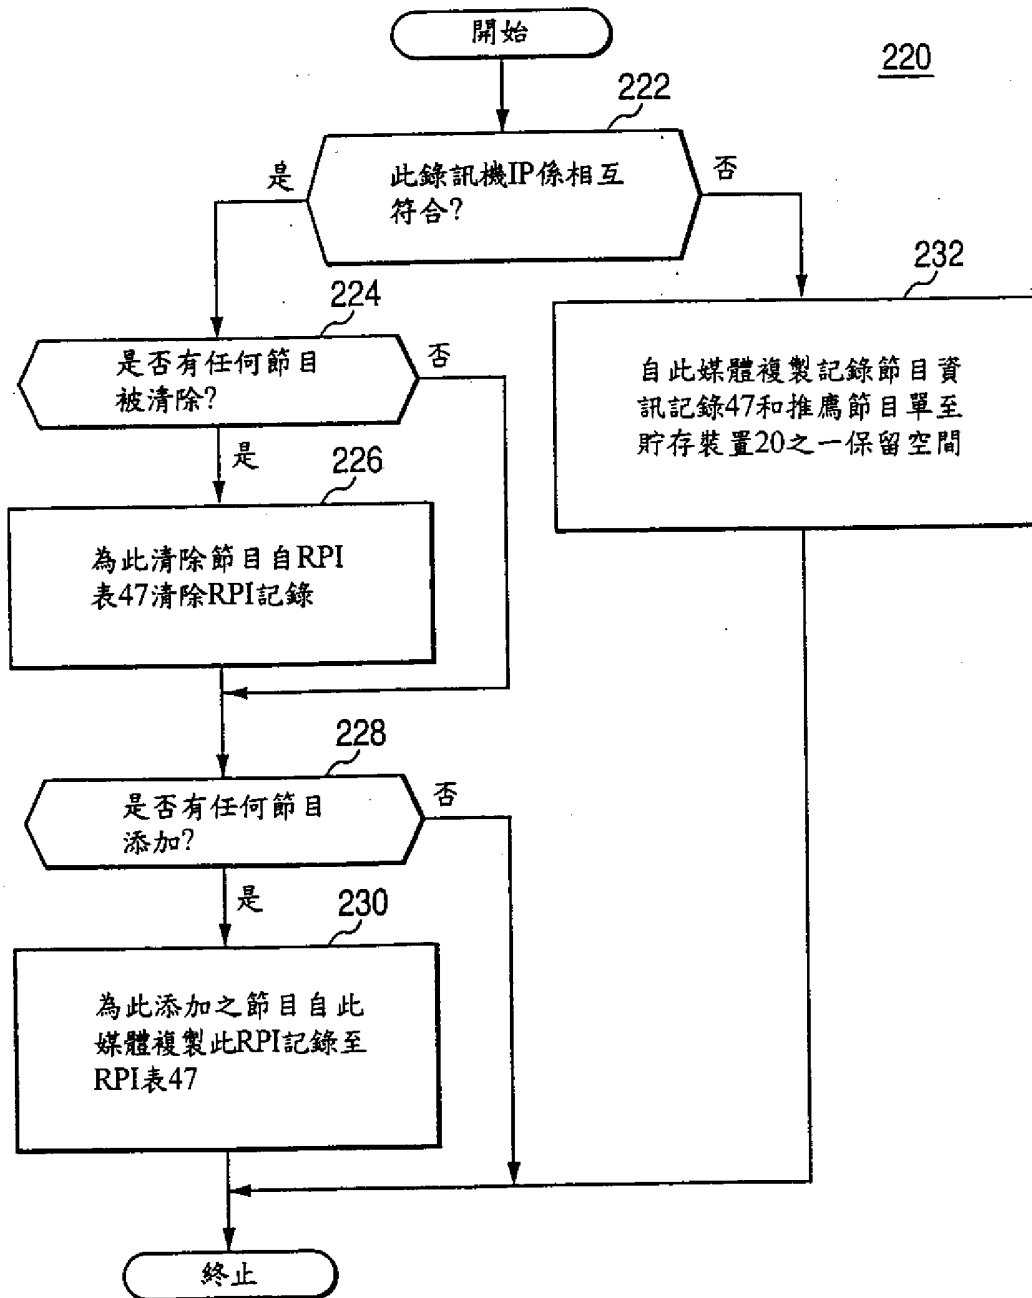 開始
220
222
此錄訊機IP係相互
符合?
是
否
232
自此媒體複製記錄節目資
訊記錄47和推薦節目單至
貯存裝置20之一保留空間
224
是否有任何節目
被清除?
否
是
226
為此清除節目自RPI
表47清除RPI記錄
228
是否有任何節目
添加?
否
是
230
為此添加之節目自此
媒體複製此RPI記錄至
RPI表47
終止